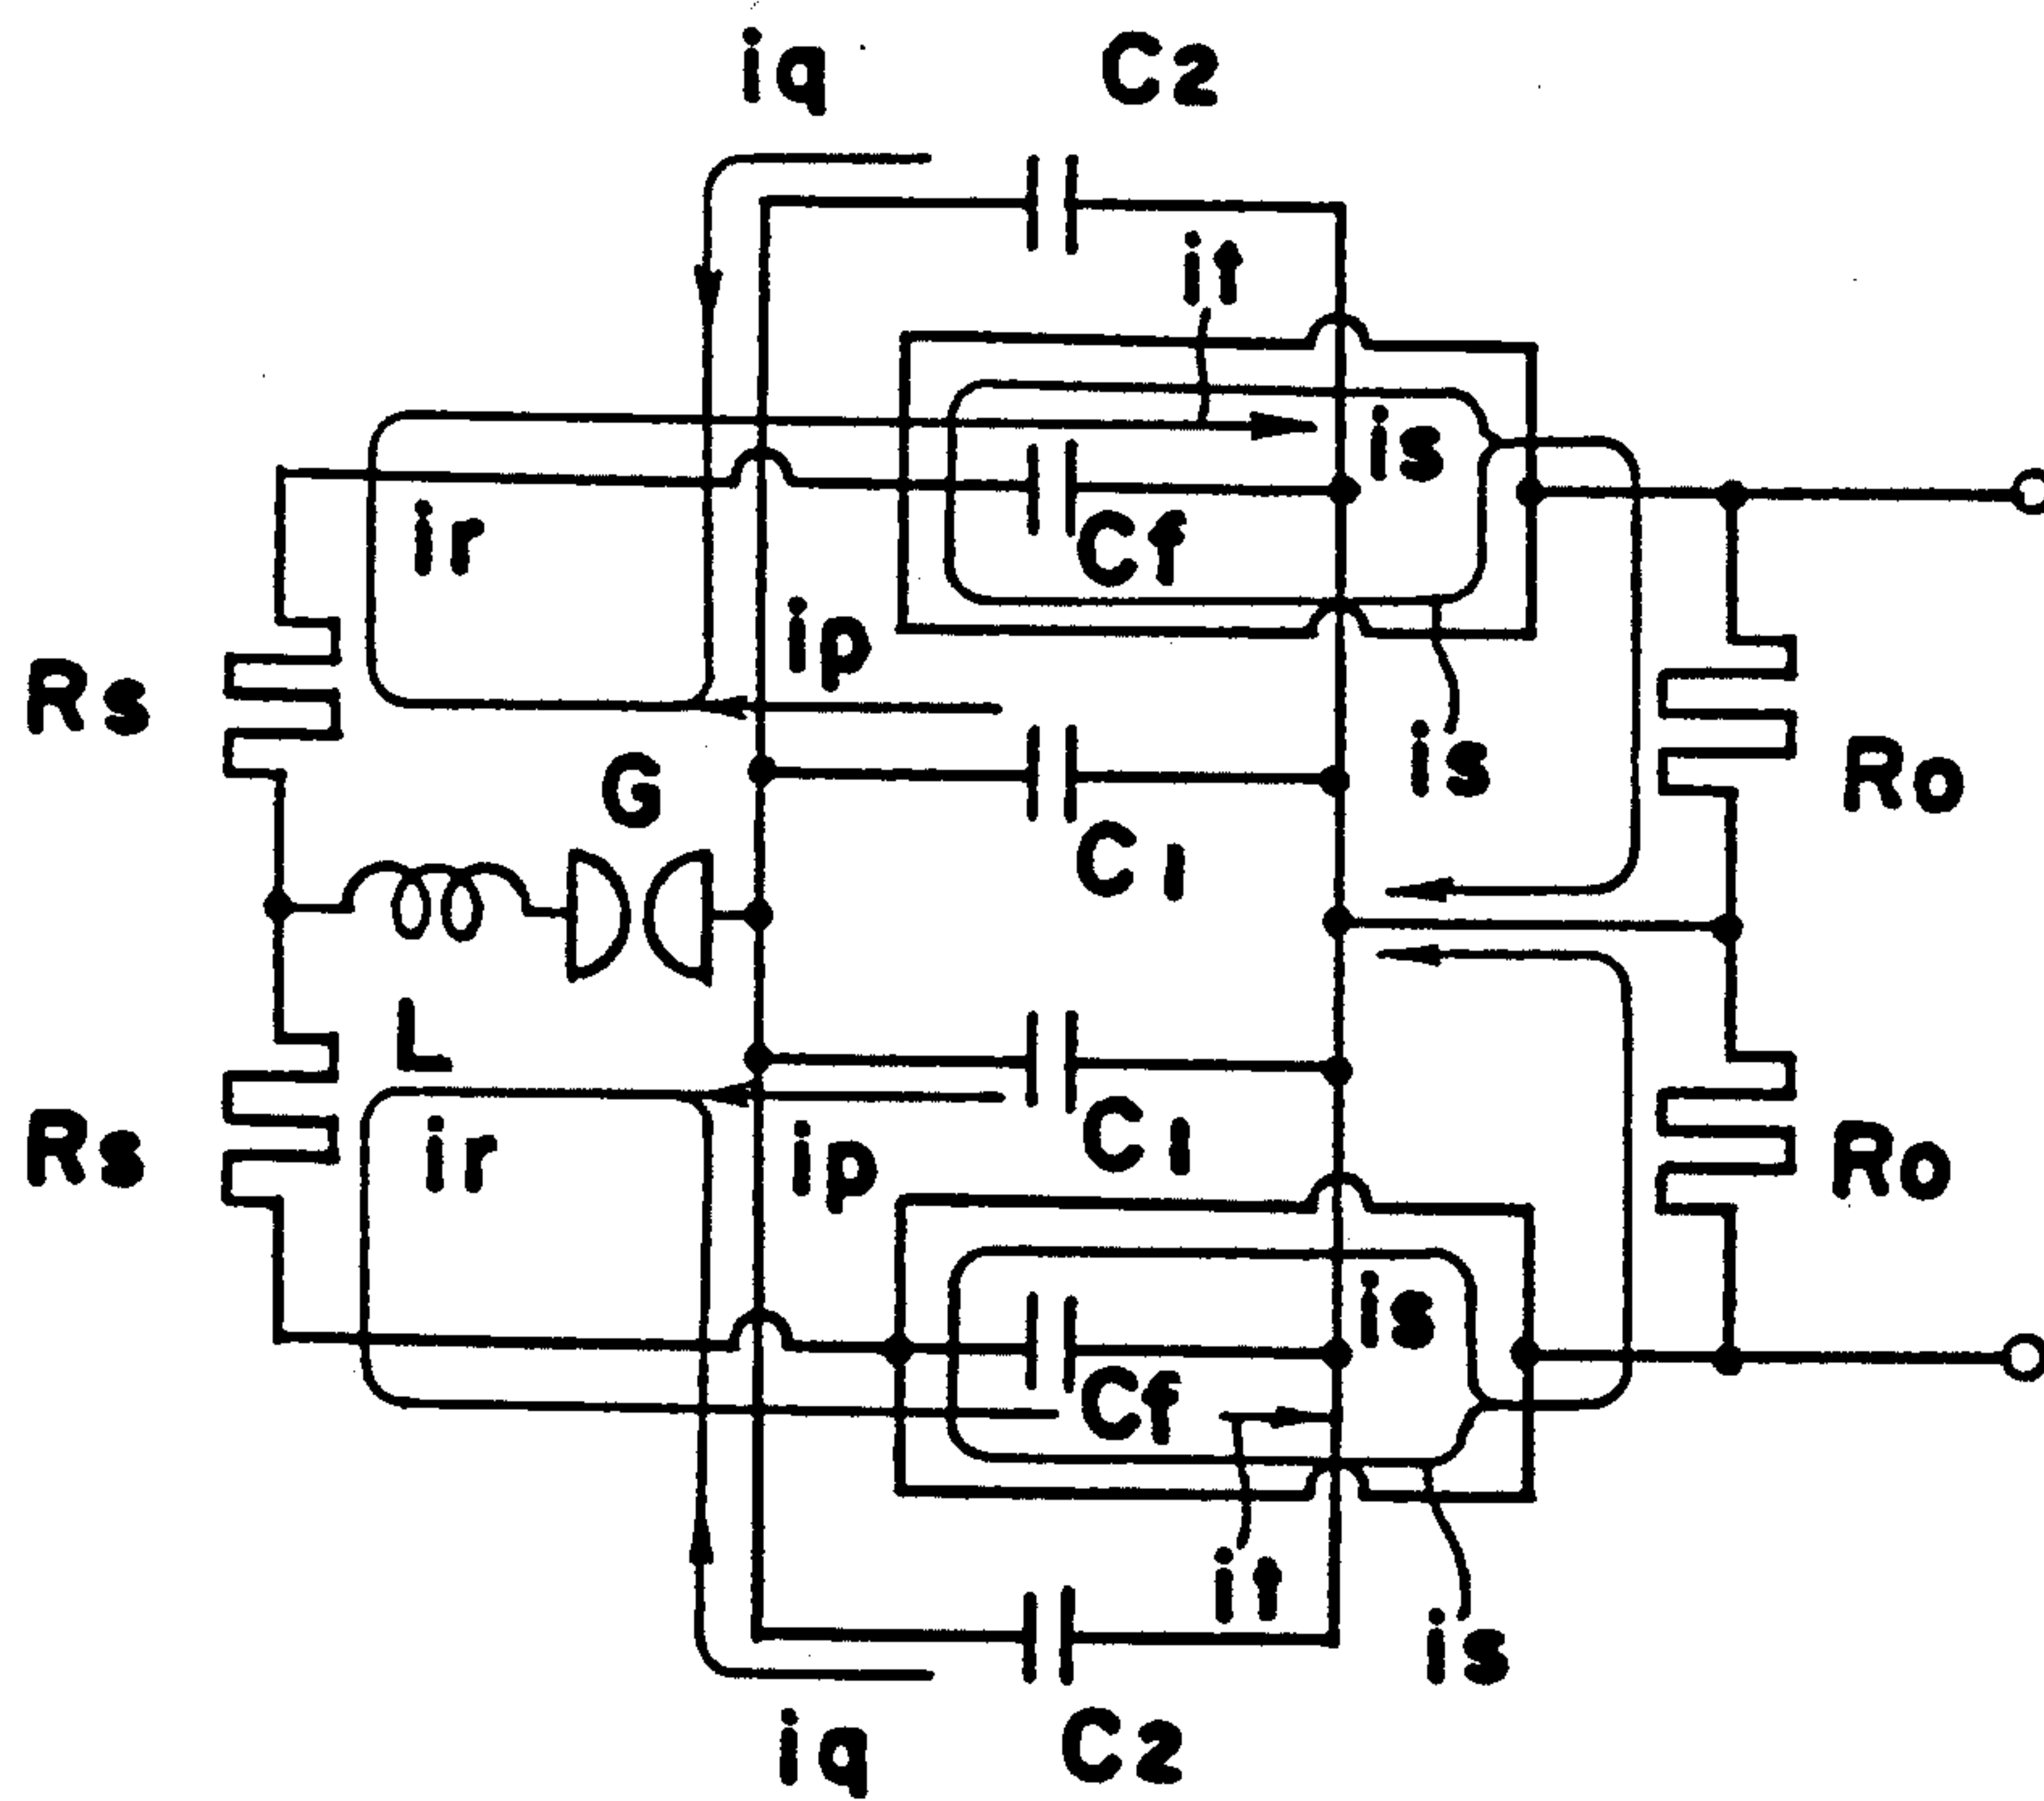 iq C2
it
is
Cf
ir
ip
Rs
is
Ro
G
C1
L
C1
Rs
ir
ip
Ro
is
Cf
it
is
iq C2